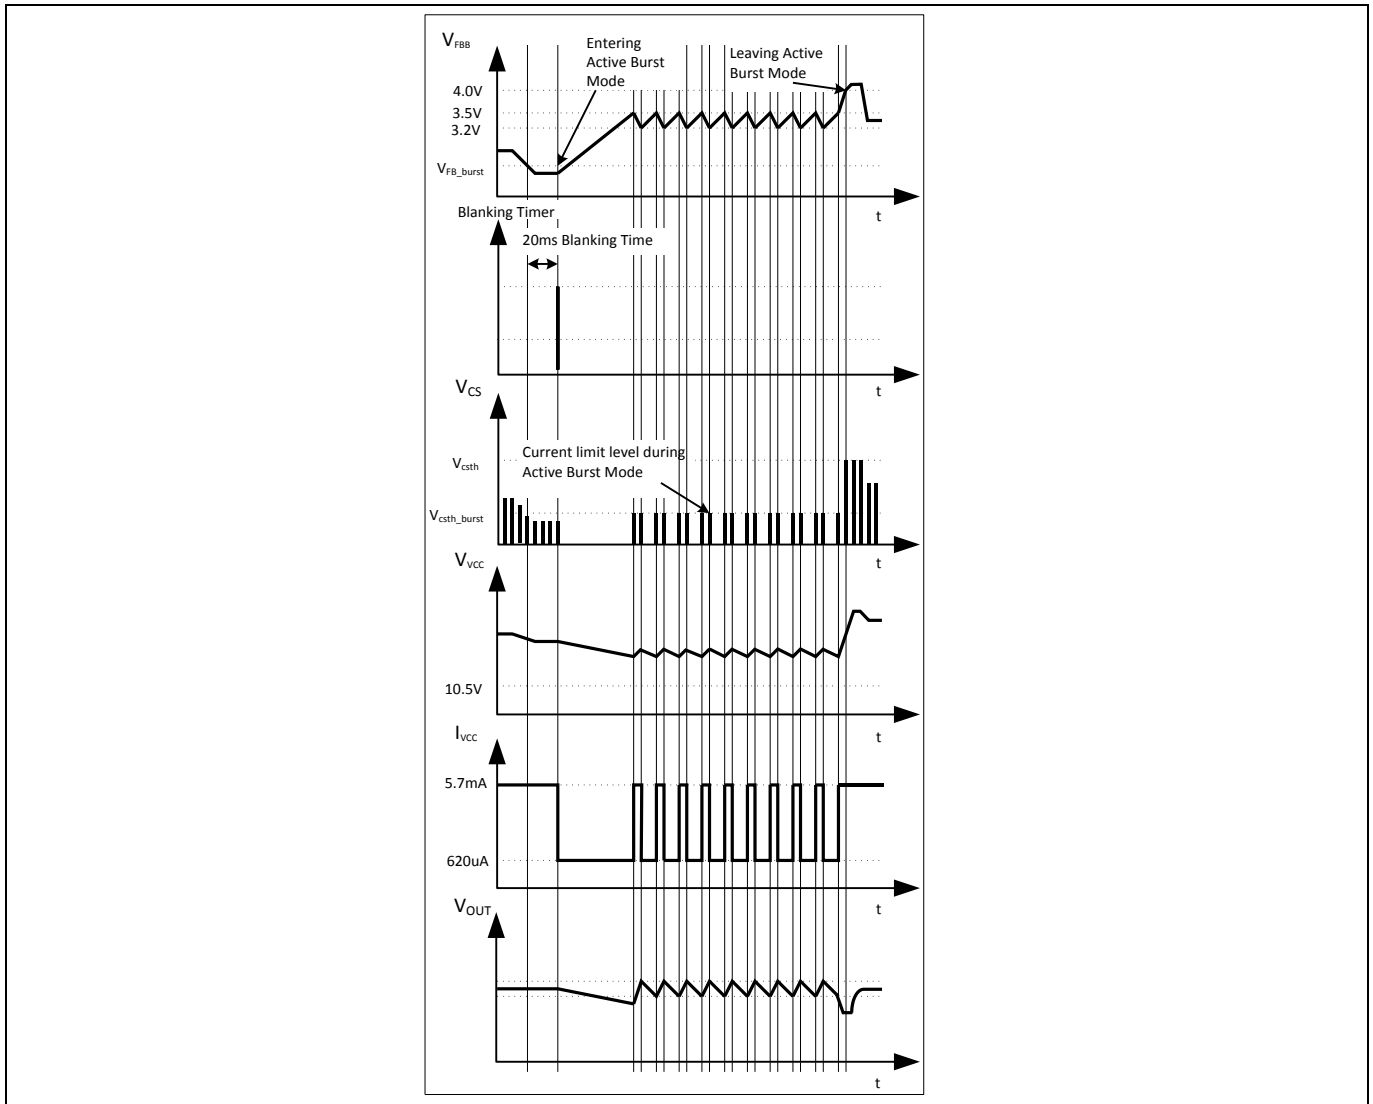 V_FBB
Entering
Active Burst
Mode
Leaving Active
Burst Mode
4.0V
3.5V
3.2V
V_FB_burst
t
Blanking Timer
20ms Blanking Time
t
V_CS
Current limit level during
Active Burst Mode
V_csth
V_csth_burst
t
V_VCC
10.5V
t
I_VCC
5.7mA
620uA
t
V_OUT
t